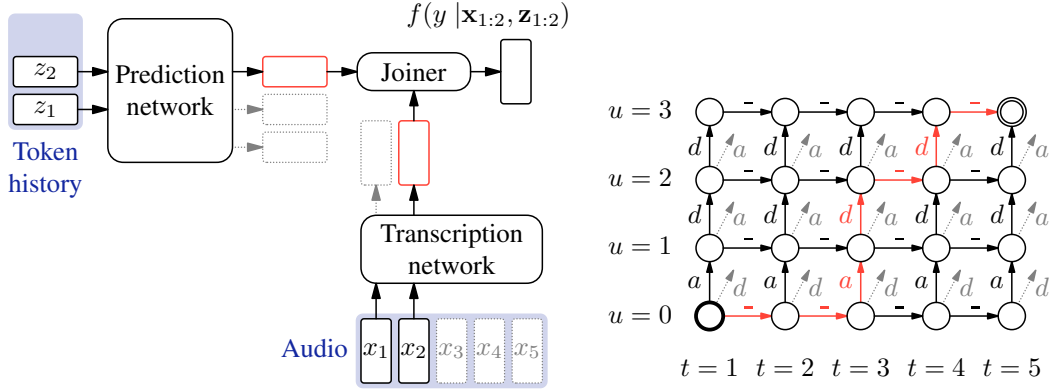 f(y |x1:2, z1:2)
z2
z1
Prediction
network
Joiner
Token
history
Transcription
network
Audio
x1 x2 x3 x4 x5
u = 3 - - - -
d a d a d a d a d a
u = 2 - - - -
d a d a d a d a d a
u = 1 - - - -
a d a d a d a d a d
u = 0 - - - -
t = 1 t = 2 t = 3 t = 4 t = 5